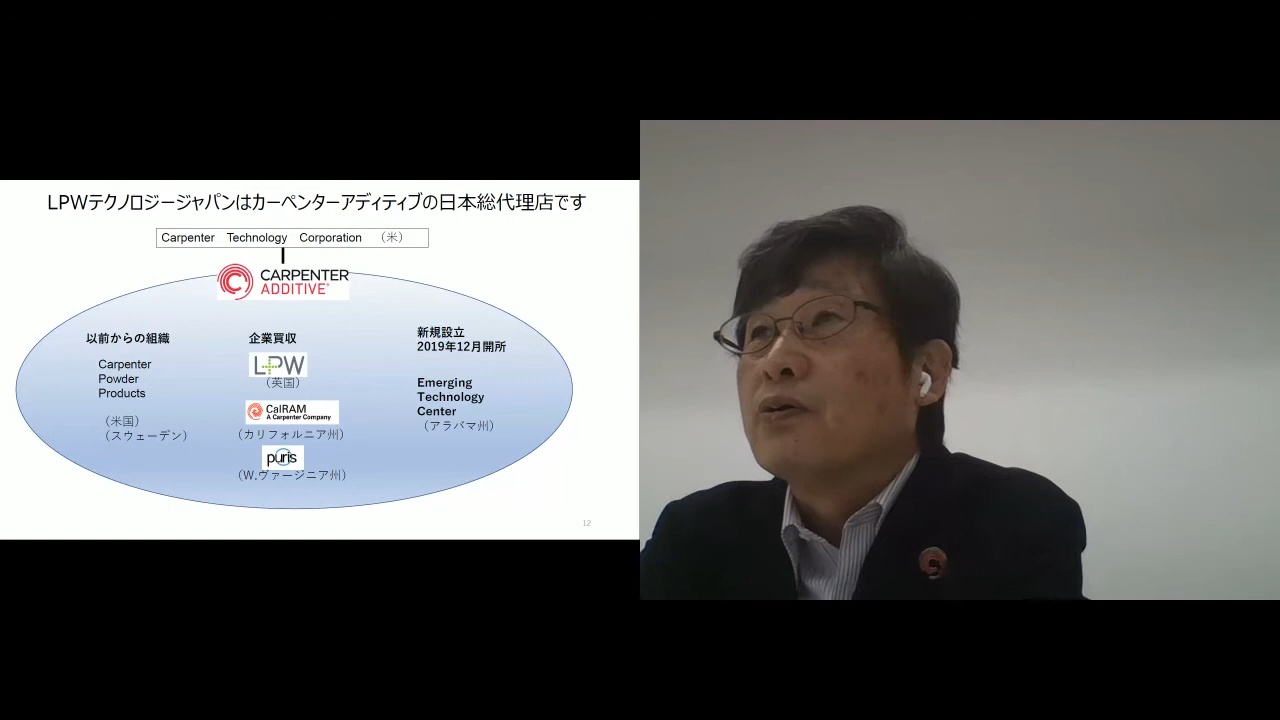 LPWテクノロジージャパンはカーペンターアディティブの日本総代理店です
Carpenter Technology Corporation （米）
CARPENTER
ADDITIVE®
以前からの組織
Carpenter
Powder
Products
（米国）
（スウェーデン）
企業買収
LPW
（英国）
CalRAM
A Carpenter Company
（カリフォルニア州）
puris
（W.ヴァージニア州）
新規設立
2019年12月開所
Emerging
Technology
Center
（アラバマ州）
12